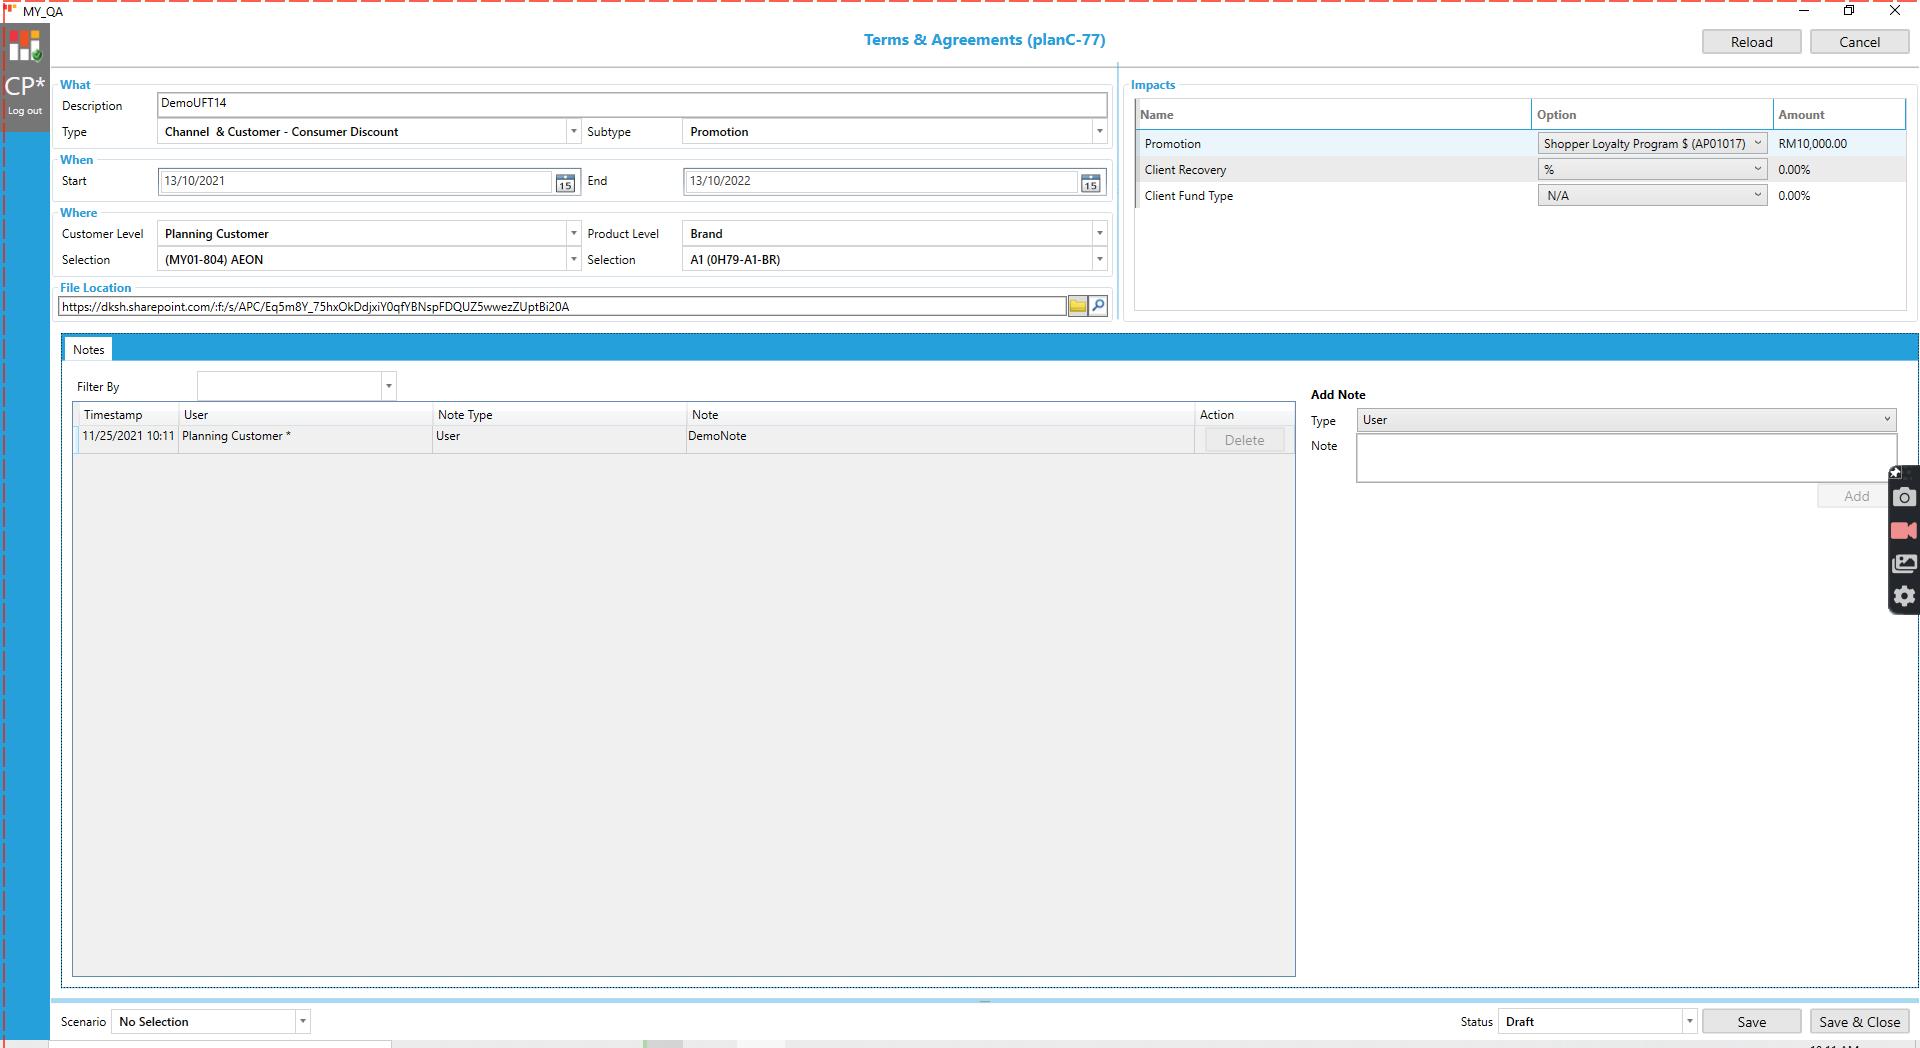 MY_QA
CP*
Log out
Terms & Agreements (planC-77)
Reload
Cancel
What
Description
DemoUFT14
Type
Channel & Customer - Consumer Discount
Subtype
Promotion
When
Start
13/10/2021
15
End
13/10/2022
15
Where
Customer Level
Planning Customer
Product Level
Brand
Selection
(MY01-804) AEON
Selection
A1 (0H79-A1-BR)
File Location
https://dksh.sharepoint.com/:f:/s/APC/Eq5m8Y_75hxOkDdjxiY0qfYBNspFDQUZ5wwezZUptBi20A
Impacts
Name Option Amount
Promotion Shopper Loyalty Program $ (AP01017) RM10,000.00
Client Recovery % 0.00%
Client Fund Type N/A 0.00%
Notes
Filter By
Timestamp User Note Type Note Action
11/25/2021 10:11 Planning Customer * User DemoNote Delete
Add Note
Type User
Note
Add
Scenario No Selection
Status Draft
Save
Save & Close